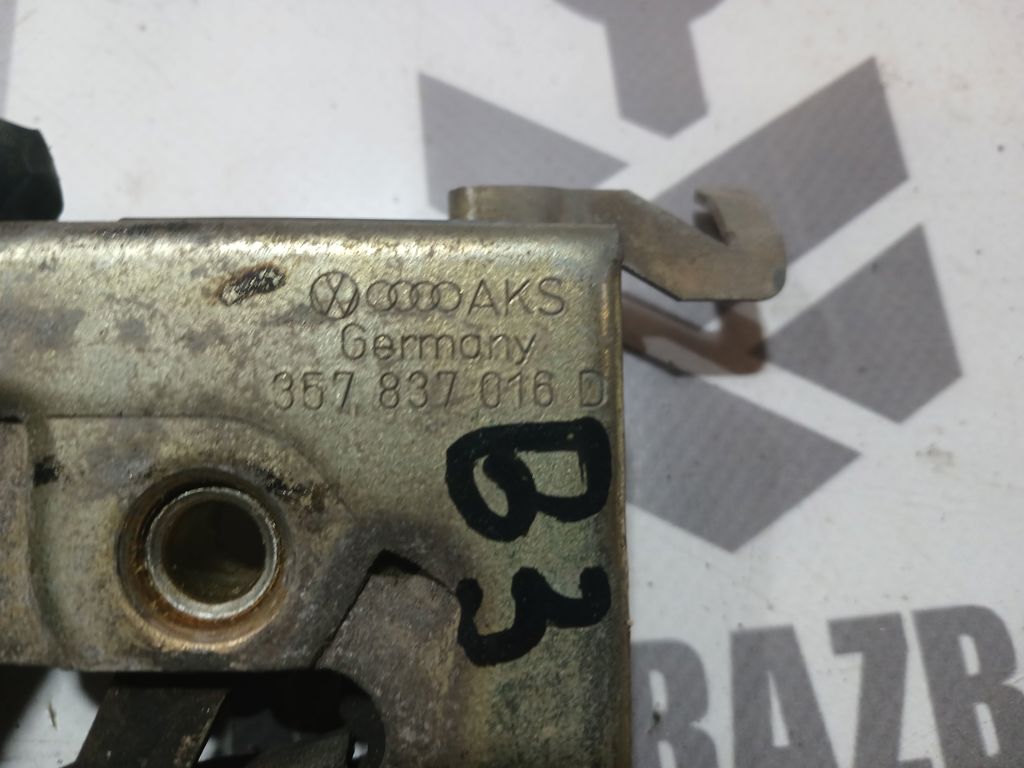 AKS
Germany
357 837 016 D
B3
RAZB